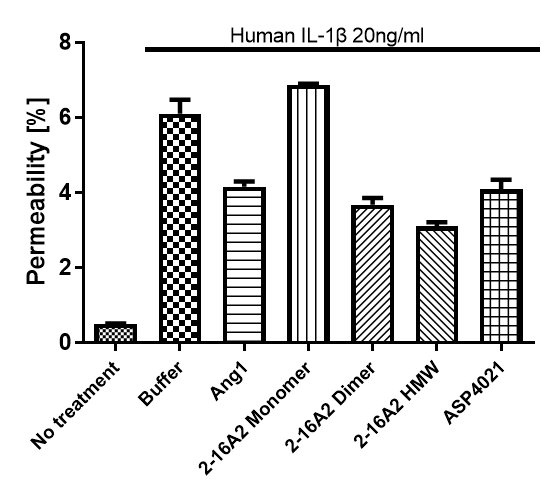 Human IL-1β 20ng/ml
Permeability [%]
8
6
4
2
0
No treatment
Buffer
Ang1
2-16A2 Monomer
2-16A2 Dimer
2-16A2 HMW
ASP4021